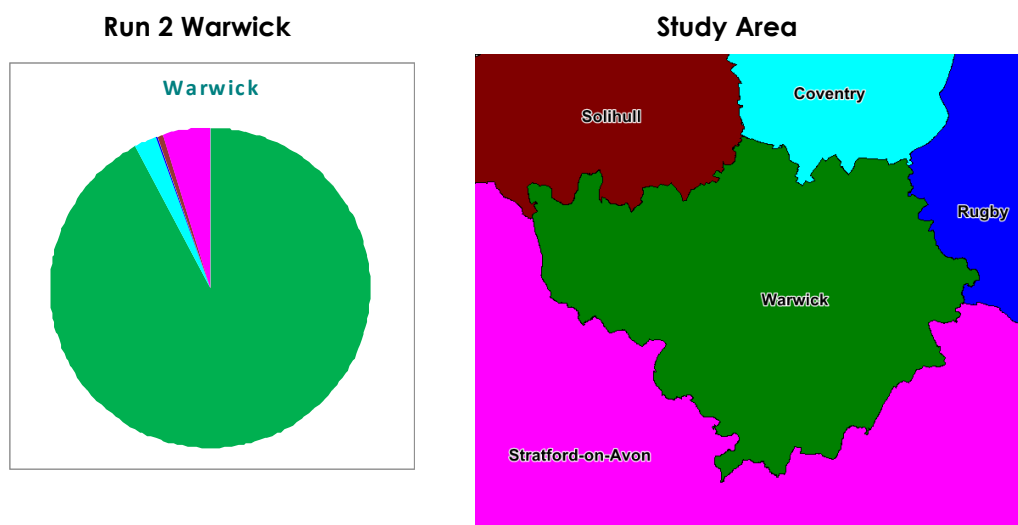 Run 2 Warwick
Study Area
Warwick
Solihull
Coventry
Rugby
Warwick
Stratford-on-Avon